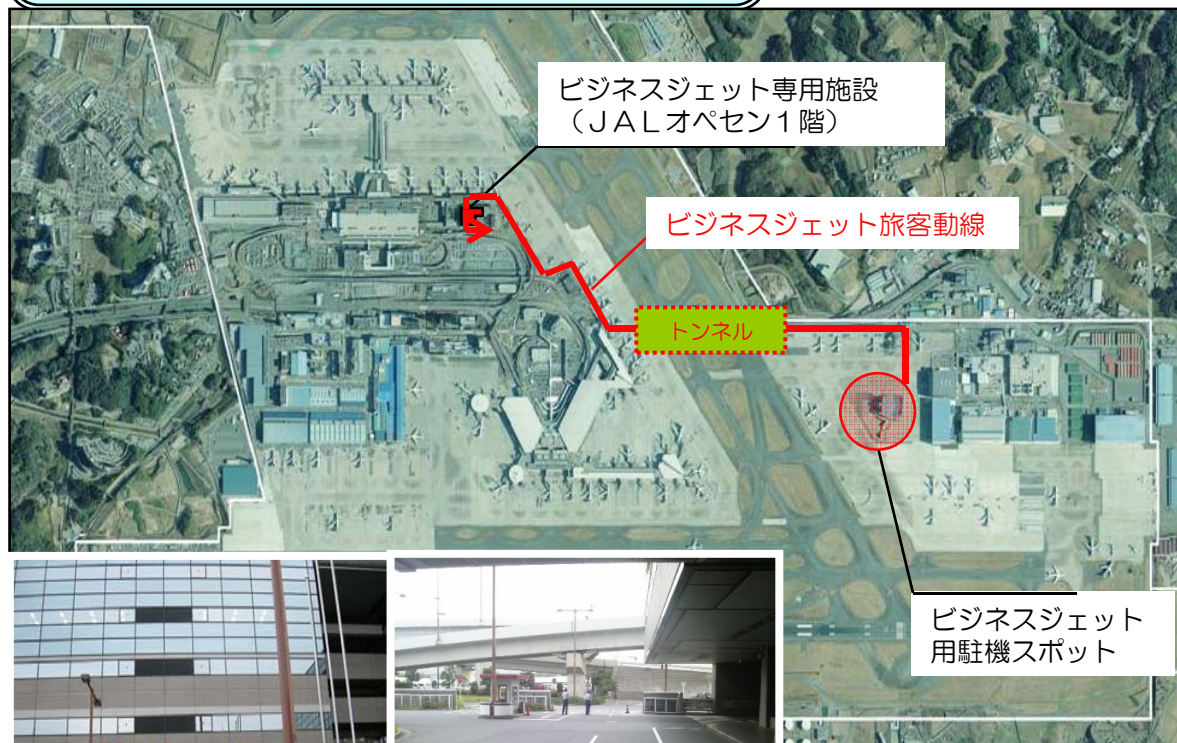 ビジネスジェット専用施設
（ＪＡＬオペセン１階）
ビジネスジェット旅客動線
トンネル
ビジネスジェット
用駐機スポット